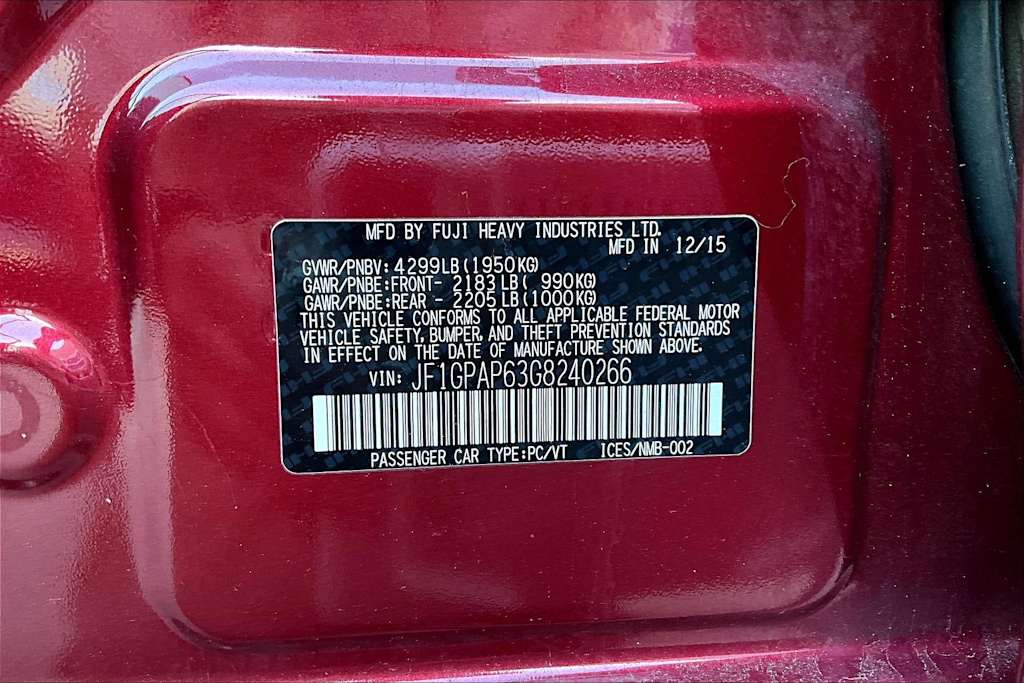 MFD BY FUJI HEAVY INDUSTRIES LTD.
MFD IN 12/15
GVWR/PNBV: 4299LB (1950KG)
GAWR/PNBE:FRONT- 2183 LB ( 990KG)
GAWR/PNBE:REAR - 2205 LB (1000KG)
THIS VEHICLE CONFORMS TO ALL APPLICABLE FEDERAL MOTOR
VEHICLE SAFETY, BUMPER, AND THEFT PREVENTION STANDARDS
IN EFFECT ON THE DATE OF MANUFACTURE SHOWN ABOVE.
VIN: JF1GPAP63G8240266
PASSENGER CAR TYPE:PC/VT ICES/NMB-002